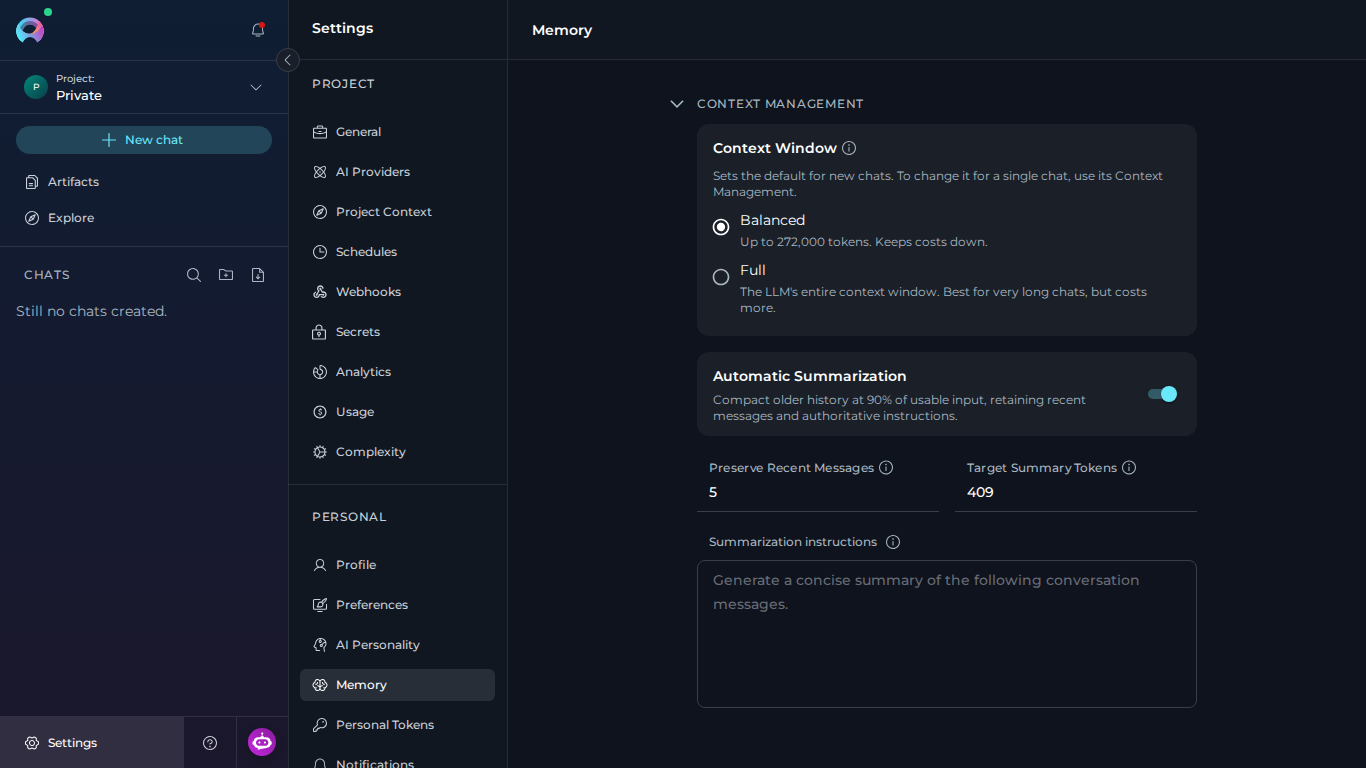 Project:
P
Private
New chat
Artifacts
Explore
CHATS
Still no chats created.
Settings
Settings
PROJECT
General
AI Providers
Project Context
Schedules
Webhooks
Secrets
Analytics
Usage
Complexity
PERSONAL
Profile
Preferences
AI Personality
Memory
Personal Tokens
Notifications
Memory
CONTEXT MANAGEMENT
Context Window
Sets the default for new chats. To change it for a single chat, use its Context
Management.
Balanced
Up to 272,000 tokens. Keeps costs down.
Full
The LLM's entire context window. Best for very long chats, but costs
more.
Automatic Summarization
Compact older history at 90% of usable input, retaining recent
messages and authoritative instructions.
Preserve Recent Messages
5
Target Summary Tokens
409
Summarization instructions
Generate a concise summary of the following conversation
messages.